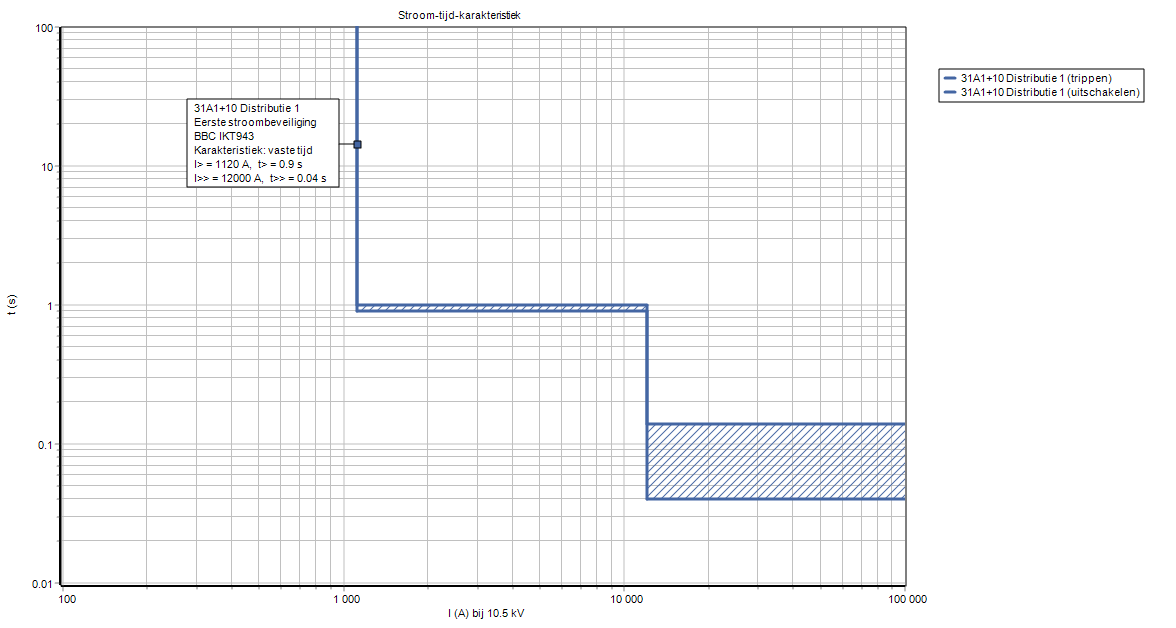 Stroom-tijd-karakteristiek
100
10
1
0.1
0.01
t (s)
31A1+10 Distributie 1
Eerste stroombeveiliging
BBC IKT943
Karakteristiek: vaste tijd
I> = 1120 A, t> = 0.9 s
I>> = 12000 A, t>> = 0.04 s
31A1+10 Distributie 1 (trippen)
31A1+10 Distributie 1 (uitschakelen)
100
1 000
10 000
100 000
I (A) bij 10.5 kV